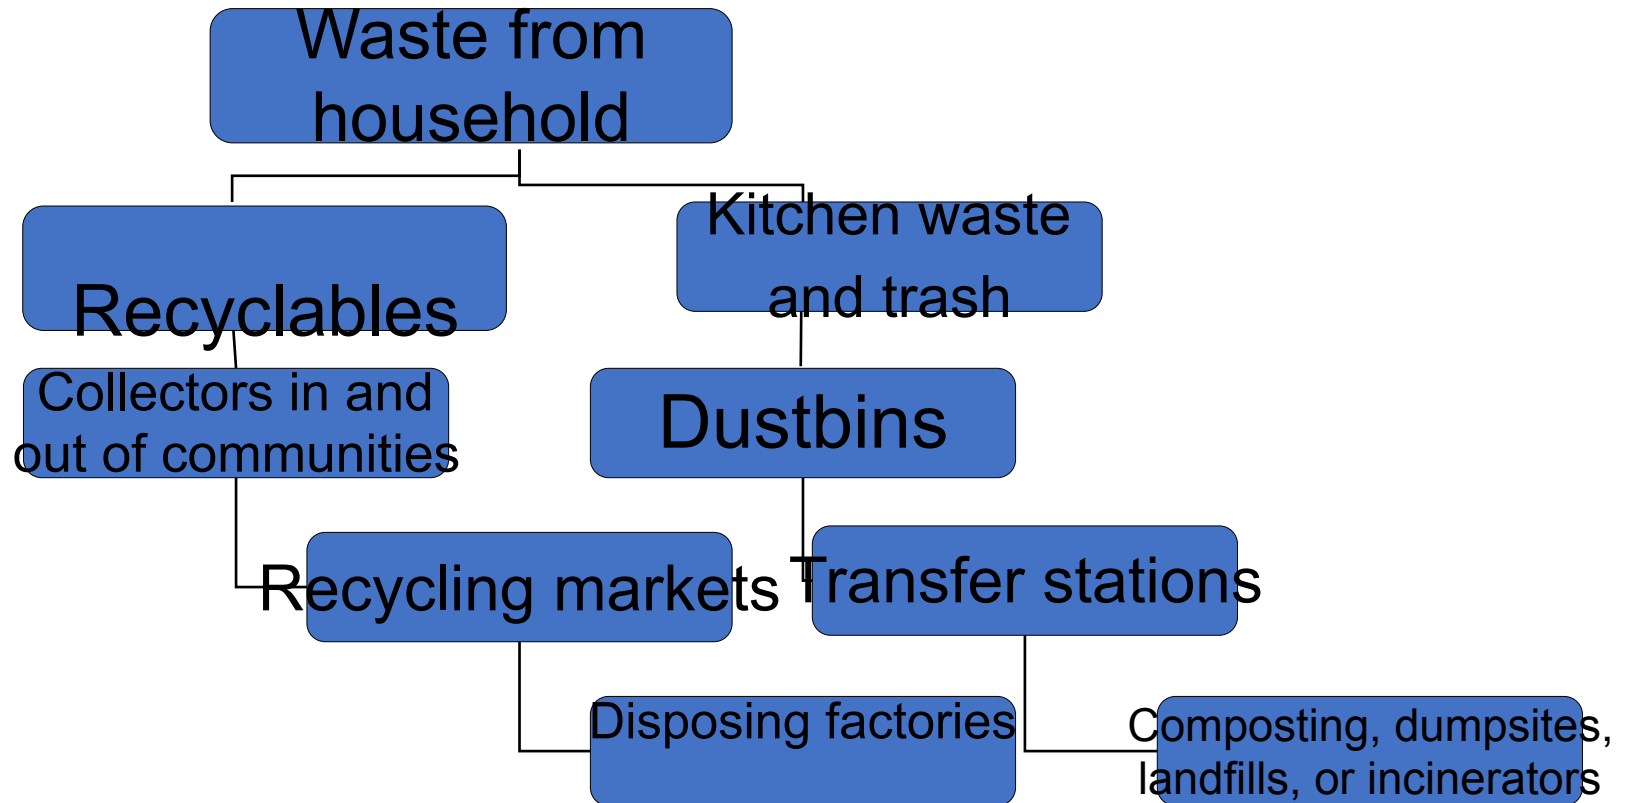 Waste from
household
Recyclables
Kitchen waste
and trash
Collectors in and
out of communities
Dustbins
Recycling markets
Transfer stations
Disposing factories
Composting, dumpsites,
landfills, or incinerators